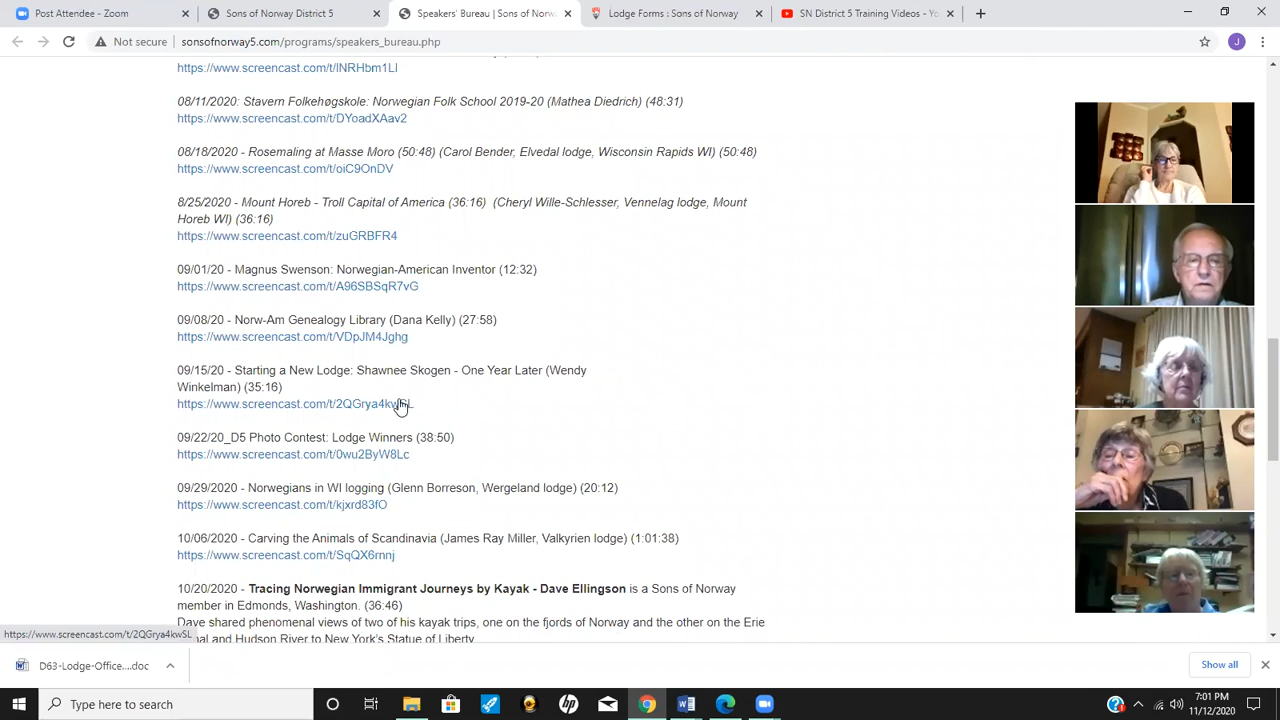 Post Attendee - Zoom
Sons of Norway District 5
Speakers' Bureau | Sons of Norw
Lodge Forms : Sons of Norway
SN District 5 Training Videos - Yo
Not secure
sonsofnorway5.com/programs/speakers_bureau.php
J
https://www.screencast.com/t/lNRHbm1LI
08/11/2020: Stavern Folkehøgskole: Norwegian Folk School 2019-20 (Mathea Diedrich) (48:31)
https://www.screencast.com/t/DYoadXAav2
08/18/2020 - Rosemaling at Masse Moro (50:48) (Carol Bender, Elvedal lodge, Wisconsin Rapids WI) (50:48)
https://www.screencast.com/t/oiC9OnDV
8/25/2020 - Mount Horeb - Troll Capital of America (36:16) (Cheryl Wille-Schlesser, Vennelag lodge, Mount
Horeb WI) (36:16)
https://www.screencast.com/t/zuGRBFR4
09/01/20 - Magnus Swenson: Norwegian-American Inventor (12:32)
https://www.screencast.com/t/A96SBSqR7vG
09/08/20 - Norw-Am Genealogy Library (Dana Kelly) (27:58)
https://www.screencast.com/t/VDpJM4Jghg
09/15/20 - Starting a New Lodge: Shawnee Skogen - One Year Later (Wendy
Winkelman) (35:16)
https://www.screencast.com/t/2QGrya4kwSL
09/22/20_D5 Photo Contest: Lodge Winners (38:50)
https://www.screencast.com/t/0wu2ByW8Lc
09/29/2020 - Norwegians in WI logging (Glenn Borreson, Wergeland lodge) (20:12)
https://www.screencast.com/t/kjxrd83fO
10/06/2020 - Carving the Animals of Scandinavia (James Ray Miller, Valkyrien lodge) (1:01:38)
https://www.screencast.com/t/SqQX6rnnj
10/20/2020 - Tracing Norwegian Immigrant Journeys by Kayak - Dave Ellingson is a Sons of Norway
member in Edmonds, Washington. (36:46)
Dave shared phenomenal views of two of his kayak trips, one on the fjords of Norway and the other on the Erie
nal and Hudson River to New York's Statue of Liberty.
https://www.screencast.com/t/2QGrya4kwSL
D63-Lodge-Office....doc
Show all
Type here to search
7:01 PM
11/12/2020